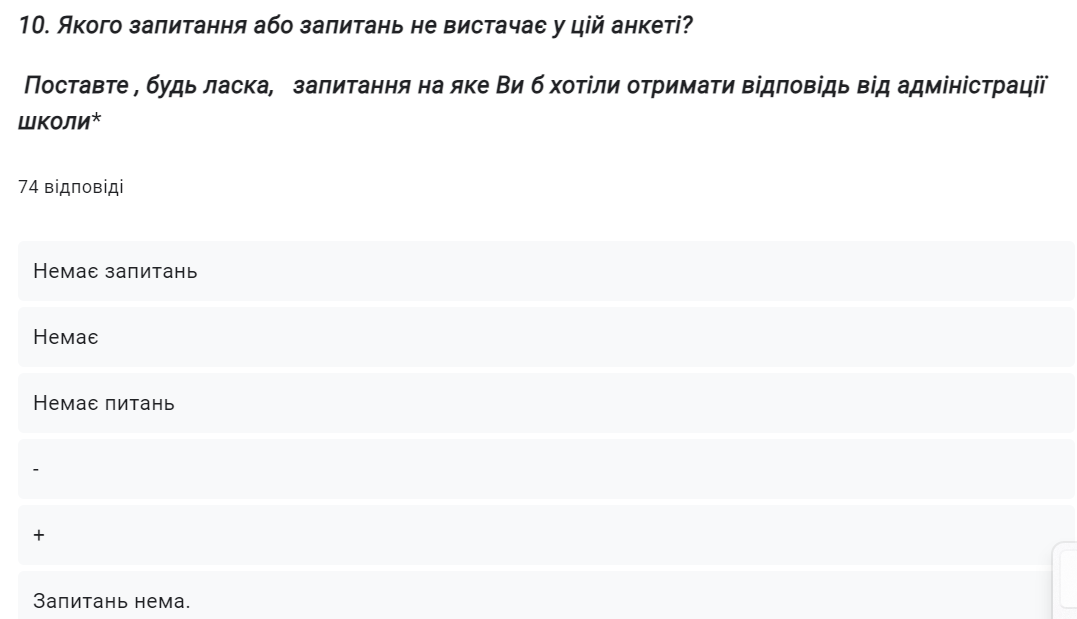 10. Якого запитання або запитань не вистачає у цій анкеті?
Поставте , будь ласка, запитання на яке Ви б хотіли отримати відповідь від адміністрації
школи*
74 відповіді
Немає запитань
Немає
Немає питань
-
+
Запитань нема.